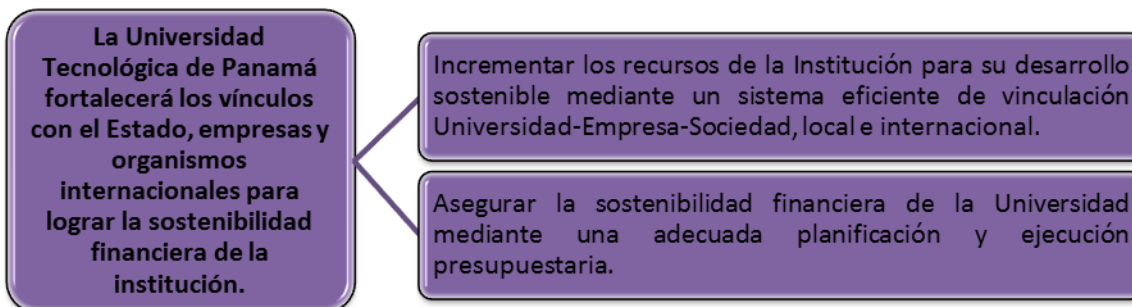 La Universidad
Tecnológica de Panamá
fortalecerá los vínculos
con el Estado, empresas y
organismos
internacionales para
lograr la sostenibilidad
financiera de la
institución.
Incrementar los recursos de la Institución para su desarrollo
sostenible mediante un sistema eficiente de vinculación
Universidad-Empresa-Sociedad, local e internacional.
Asegurar la sostenibilidad financiera de la Universidad
mediante una adecuada planificación y ejecución
presupuestaria.